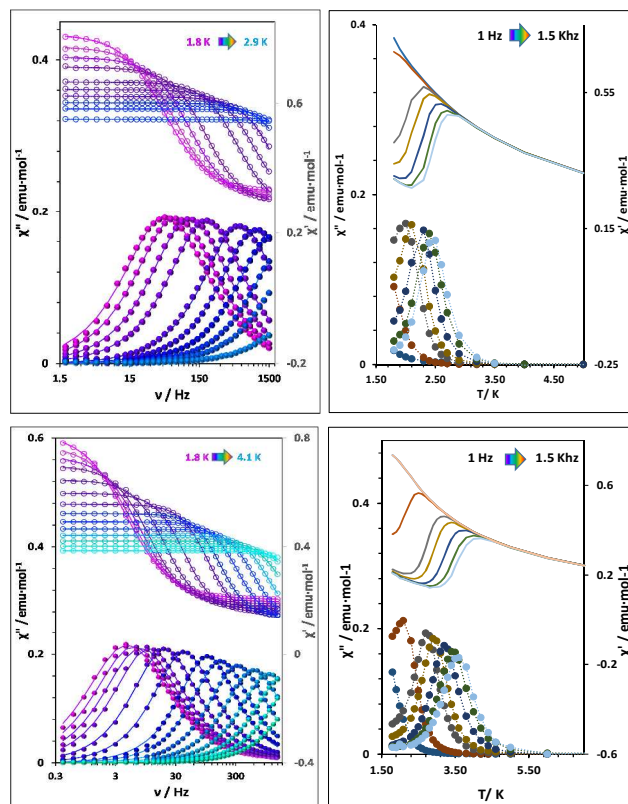 0.4
0.2
0
χ" / emu·mol⁻¹
1.8 K 2.9 K
0.6
0.2
-0.2
χ' / emu·mol⁻¹
1.5 15 150 1500
ν / Hz
0.4
0.3
0.2
0.1
0
χ" / emu·mol-1
1 Hz 1.5 Khz
0.55
0.15
-0.25
χ' / emu·mol-1
1.50 2.50 3.50 4.50
T/ K
0.6
0.4
0.2
0
χ" / emu·mol⁻¹
1.8 K 4.1 K
0.8
0.4
0
-0.4
χ' / emu·mol⁻¹
0.3 3 30 300
ν / Hz
0.4
0.2
0
χ" / emu·mol-1
1 Hz 1.5 Khz
0.6
0.2
-0.2
-0.6
χ' / emu·mol-1
1.50 3.50 5.50
T/ K